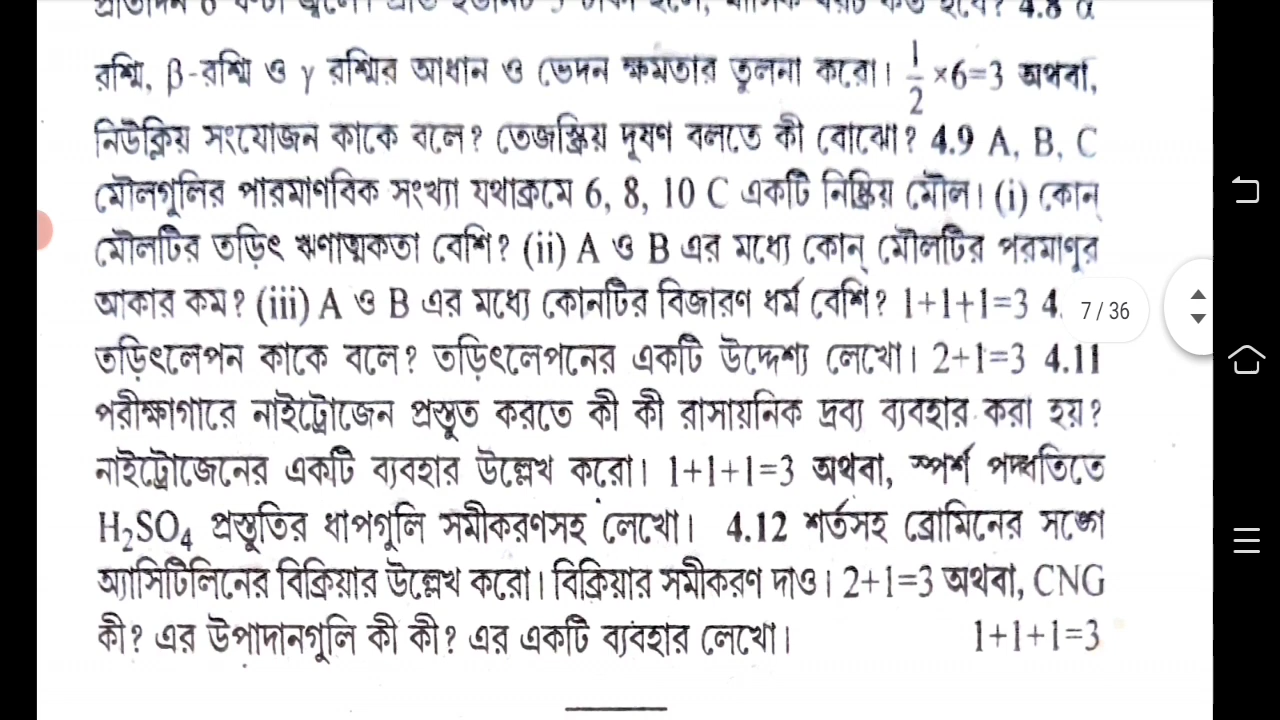 4.8 α
রশ্মি, β-রশ্মি ও γ রশ্মির আধান ও ভেদন ক্ষমতার তুলনা করো। 1/2 ×6=3 অথবা,
নিউক্লিয় সংযোজন কাকে বলে? তেজস্ক্রিয় দূষণ বলতে কী বোঝো? 4.9 A, B, C
মৌলগুলির পারমাণবিক সংখ্যা যথাক্রমে 6, 8, 10 C একটি নিষ্ক্রিয় মৌল। (i) কোন্
মৌলটির তড়িৎ ঋণাত্মকতা বেশি? (ii) A ও B এর মধ্যে কোন্ মৌলটির পরমাণুর
আকার কম? (iii) A ও B এর মধ্যে কোনটির বিজারণ ধর্ম বেশি? 1+1+1=3 4. 7 / 36
তড়িৎলেপন কাকে বলে? তড়িৎলেপনের একটি উদ্দেশ্য লেখো। 2+1=3 4.11
পরীক্ষাগারে নাইট্রোজেন প্রস্তুত করতে কী কী রাসায়নিক দ্রব্য ব্যবহার করা হয়?
নাইট্রোজেনের একটি ব্যবহার উল্লেখ করো। 1+1+1=3 অথবা, স্পর্শ পদ্ধতিতে
H₂SO₄ প্রস্তুতির ধাপগুলি সমীকরণসহ লেখো। 4.12 শর্তসহ ব্রোমিনের সঙ্গে
অ্যাসিটিলিনের বিক্রিয়ার উল্লেখ করো। বিক্রিয়ার সমীকরণ দাও। 2+1=3 অথবা, CNG
কী? এর উপাদানগুলি কী কী? এর একটি ব্যবহার লেখো। 1+1+1=3